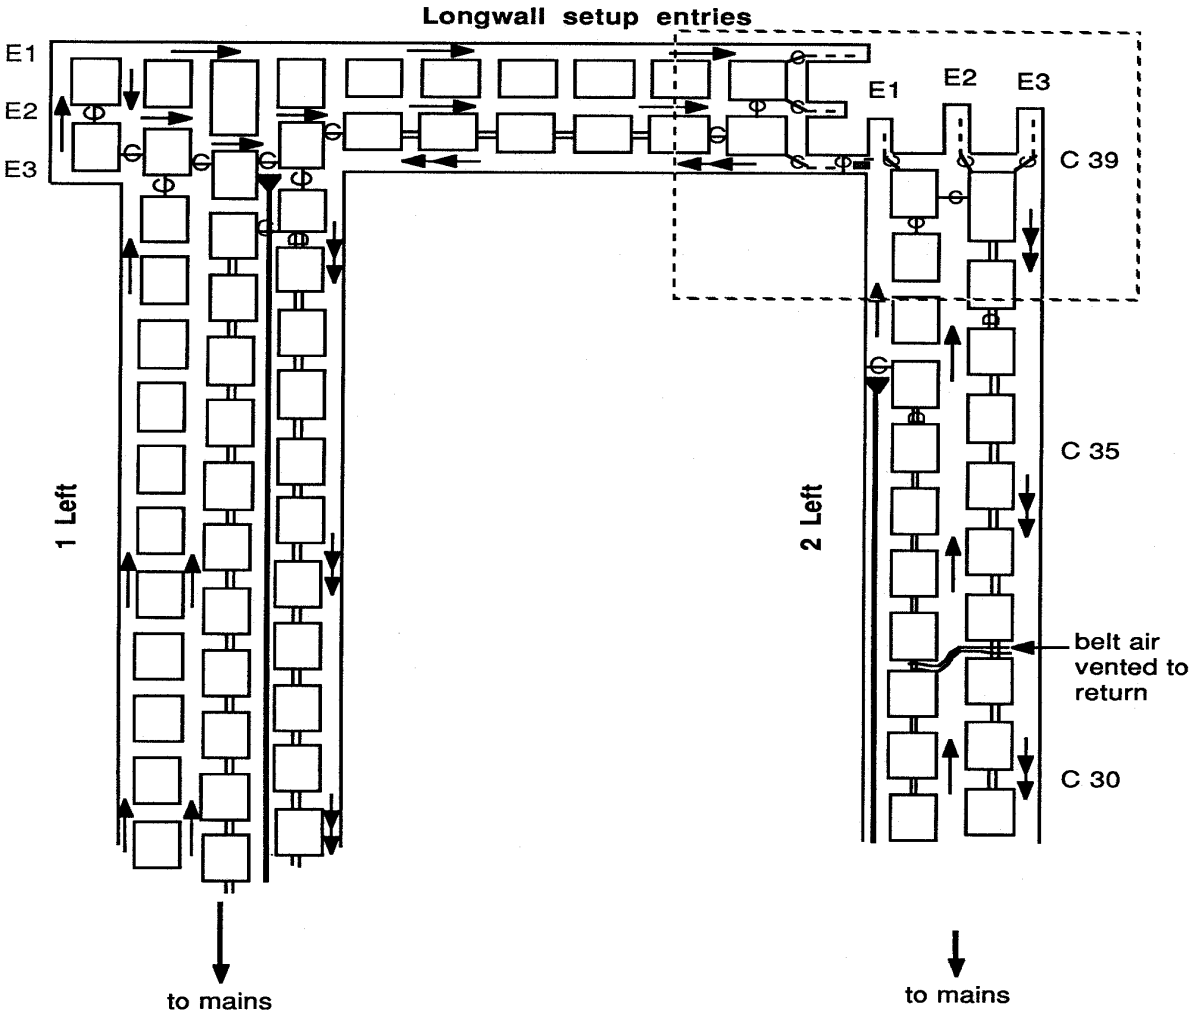 Longwall setup entries
E1
E2
E3
E1
E2
E3
C 39
C 35
1 Left
2 Left
belt air
vented to
return
C 30
to mains
to mains